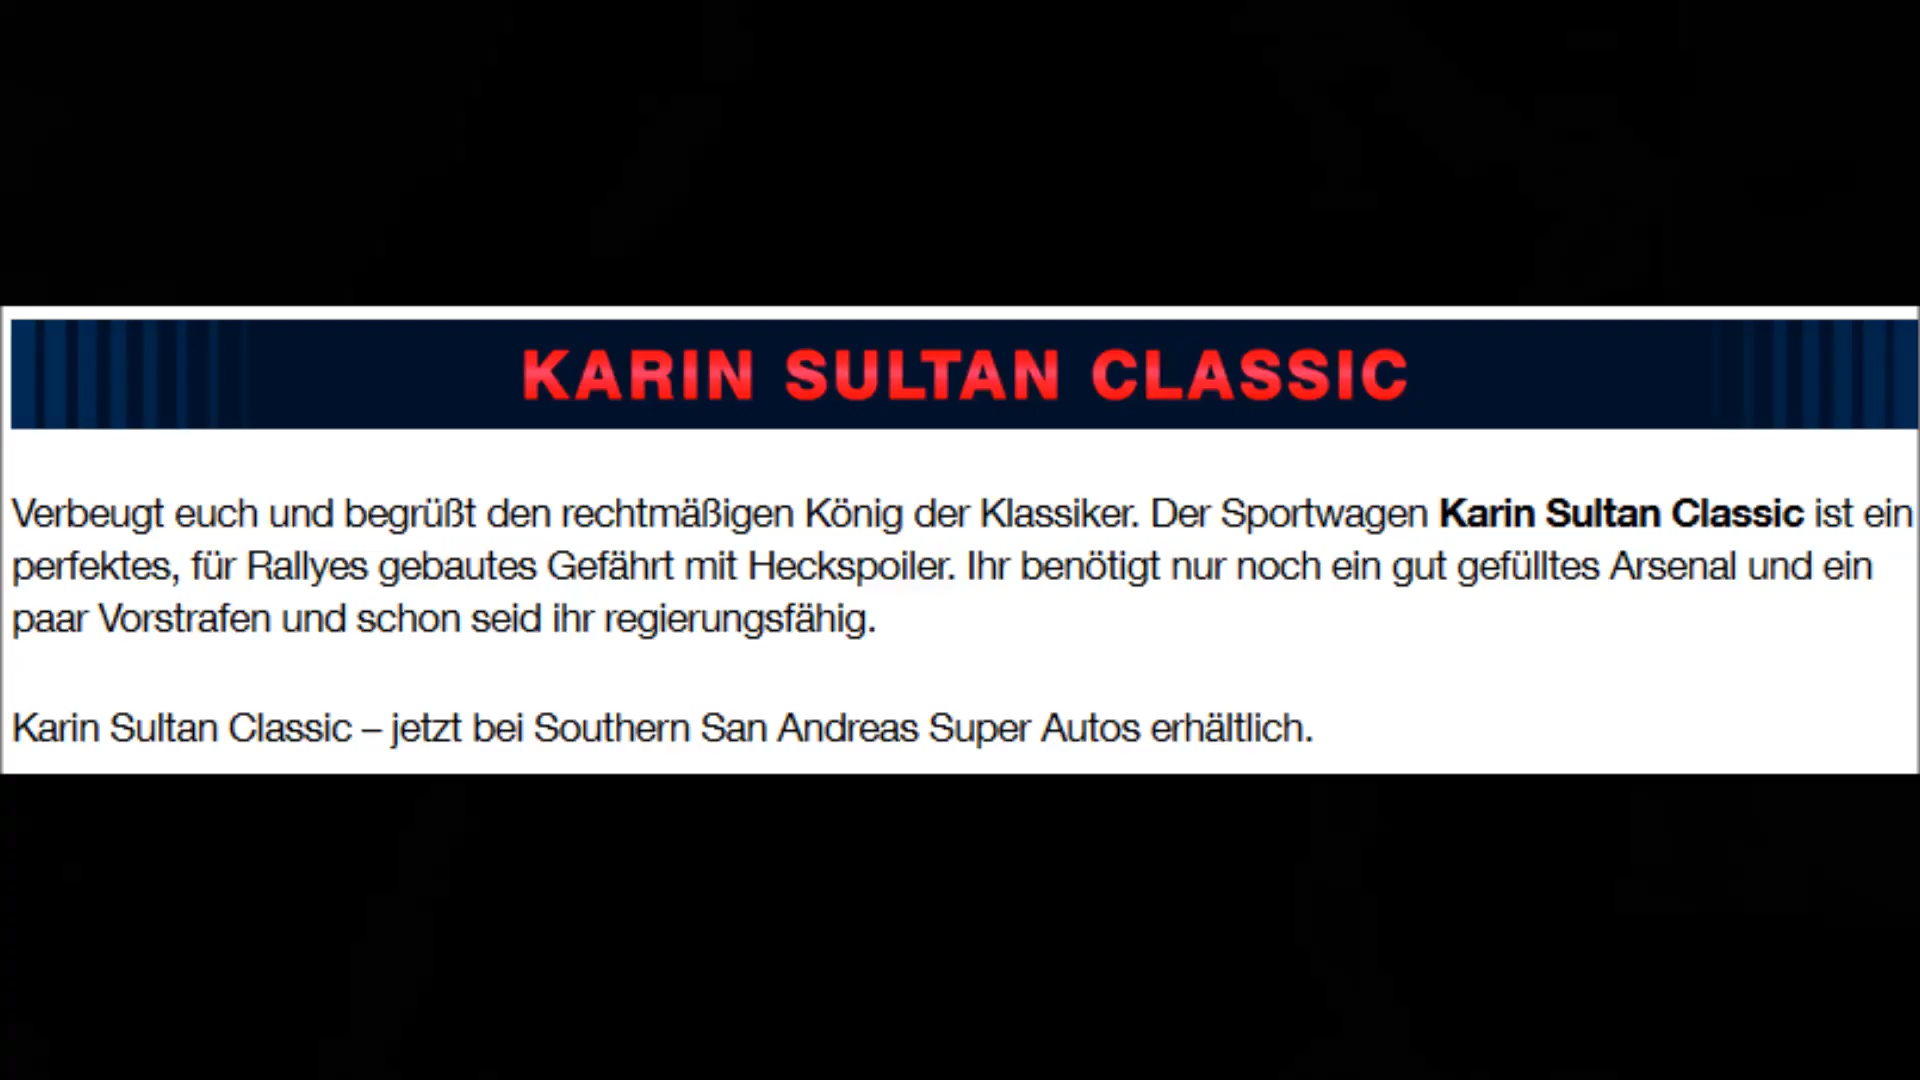 KARIN SULTAN CLASSIC
Verbeugt euch und begrüßt den rechtmäßigen König der Klassiker. Der Sportwagen Karin Sultan Classic ist ein
perfektes, für Rallyes gebautes Gefährt mit Heckspoiler. Ihr benötigt nur noch ein gut gefülltes Arsenal und ein
paar Vorstrafen und schon seid ihr regierungsfähig.
Karin Sultan Classic – jetzt bei Southern San Andreas Super Autos erhältlich.